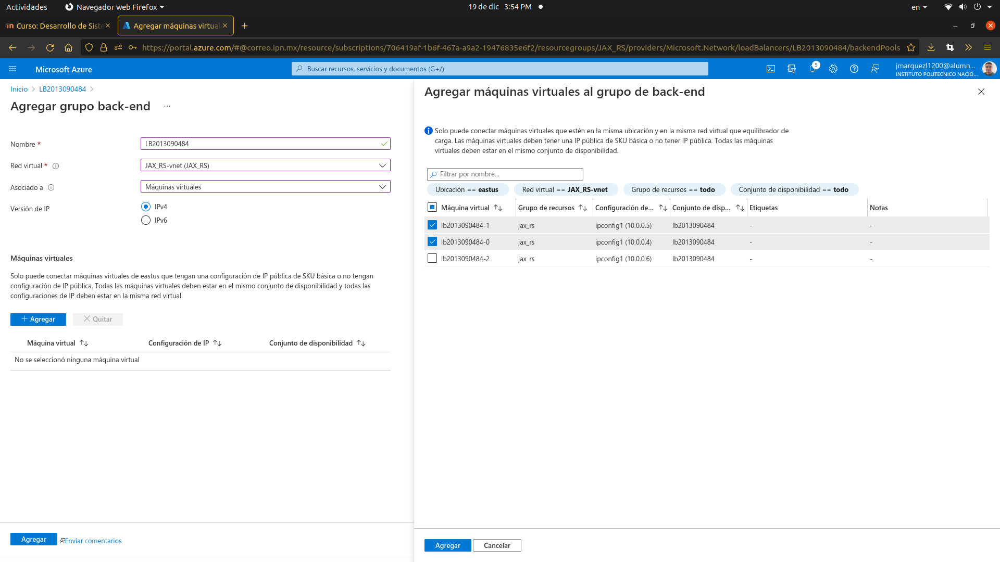 Actividades
Navegador web Firefox
19 de dic 3:54 PM
en
Curso: Desarrollo de Siste
Agregar máquinas virtual
https://portal.azure.com/#@correo.ipn.mx/resource/subscriptions/706419af-1b6f-467a-a9a2-19476835e6f2/resourcegroups/JAX_RS/providers/Microsoft.Network/loadBalancers/LB2013090484/backendPools
Microsoft Azure
Buscar recursos, servicios y documentos (G+/)
9
jmarquezl1200@alumn...
INSTITUTO POLITECNICO NACIO...
Inicio > LB2013090484 >
Agregar grupo back-end ...
Nombre * LB2013090484
Red virtual * JAX_RS-vnet (JAX_RS)
Asociado a Máquinas virtuales
Versión de IP
IPv4
IPv6
Máquinas virtuales
Solo puede conectar máquinas virtuales de eastus que tengan una configuración de IP pública de SKU básica o no tengan
configuración de IP pública. Todas las máquinas virtuales deben estar en el mismo conjunto de disponibilidad y todas las
configuraciones de IP deben estar en la misma red virtual.
Agregar Quitar
Máquina virtual Configuración de IP Conjunto de disponibilidad
No se seleccionó ninguna máquina virtual
Agregar Enviar comentarios
Agregar máquinas virtuales al grupo de back-end
Solo puede conectar máquinas virtuales que estén en la misma ubicación y en la misma red virtual que equilibrador de
carga. Las máquinas virtuales deben tener una IP pública de SKU básica o no tener IP pública. Todas las máquinas
virtuales deben estar en el mismo conjunto de disponibilidad.
Filtrar por nombre...
Ubicación == eastus Red virtual == JAX_RS-vnet Grupo de recursos == todo Conjunto de disponibilidad == todo
Máquina virtual Grupo de recursos Configuración de... Conjunto de disp... Etiquetas Notas
lb2013090484-1 jax_rs ipconfig1 (10.0.0.5) lb2013090484 - -
lb2013090484-0 jax_rs ipconfig1 (10.0.0.4) lb2013090484 - -
lb2013090484-2 jax_rs ipconfig1 (10.0.0.6) lb2013090484 - -
Agregar Cancelar